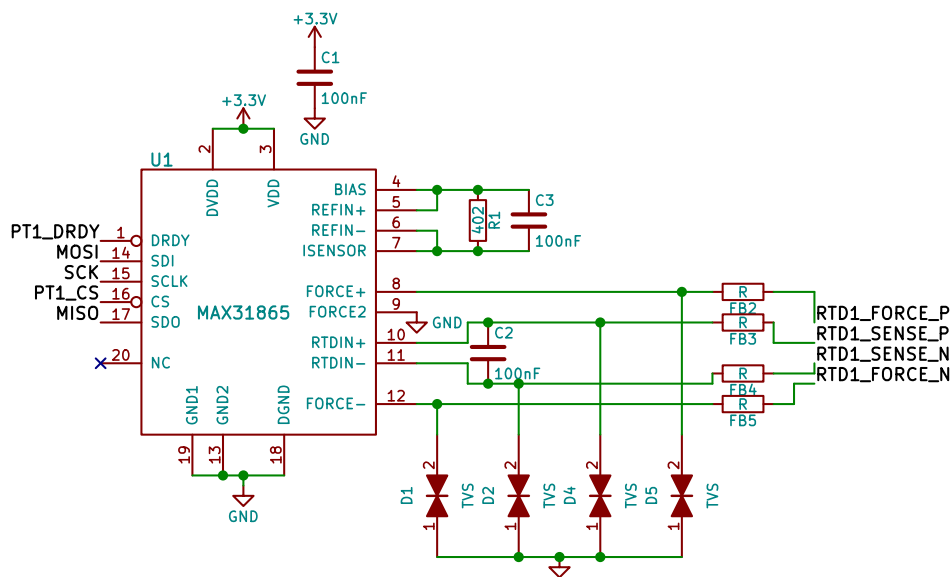 +3.3V
C1
100nF
GND
+3.3V
2
3
U1
DVDD
VDD
BIAS 4
REFIN+ 5
REFIN- 6
ISENSOR 7
402
R1
C3
100nF
PT1_DRDY 1 DRDY
MOSI 14 SDI
SCK 15 SCLK
PT1_CS 16 CS
MISO 17 SDO
20 NC
MAX31865
FORCE+ 8
FORCE2 9
GND
RTDIN+ 10
RTDIN- 11
FORCE- 12
C2
100nF
R
FB2
R
FB3
R
FB4
R
FB5
RTD1_FORCE_P
RTD1_SENSE_P
RTD1_SENSE_N
RTD1_FORCE_N
GND1
GND2
DGND
19
13
18
GND
2
D1
TVS
1
2
D2
TVS
1
2
D4
TVS
1
2
D5
TVS
1